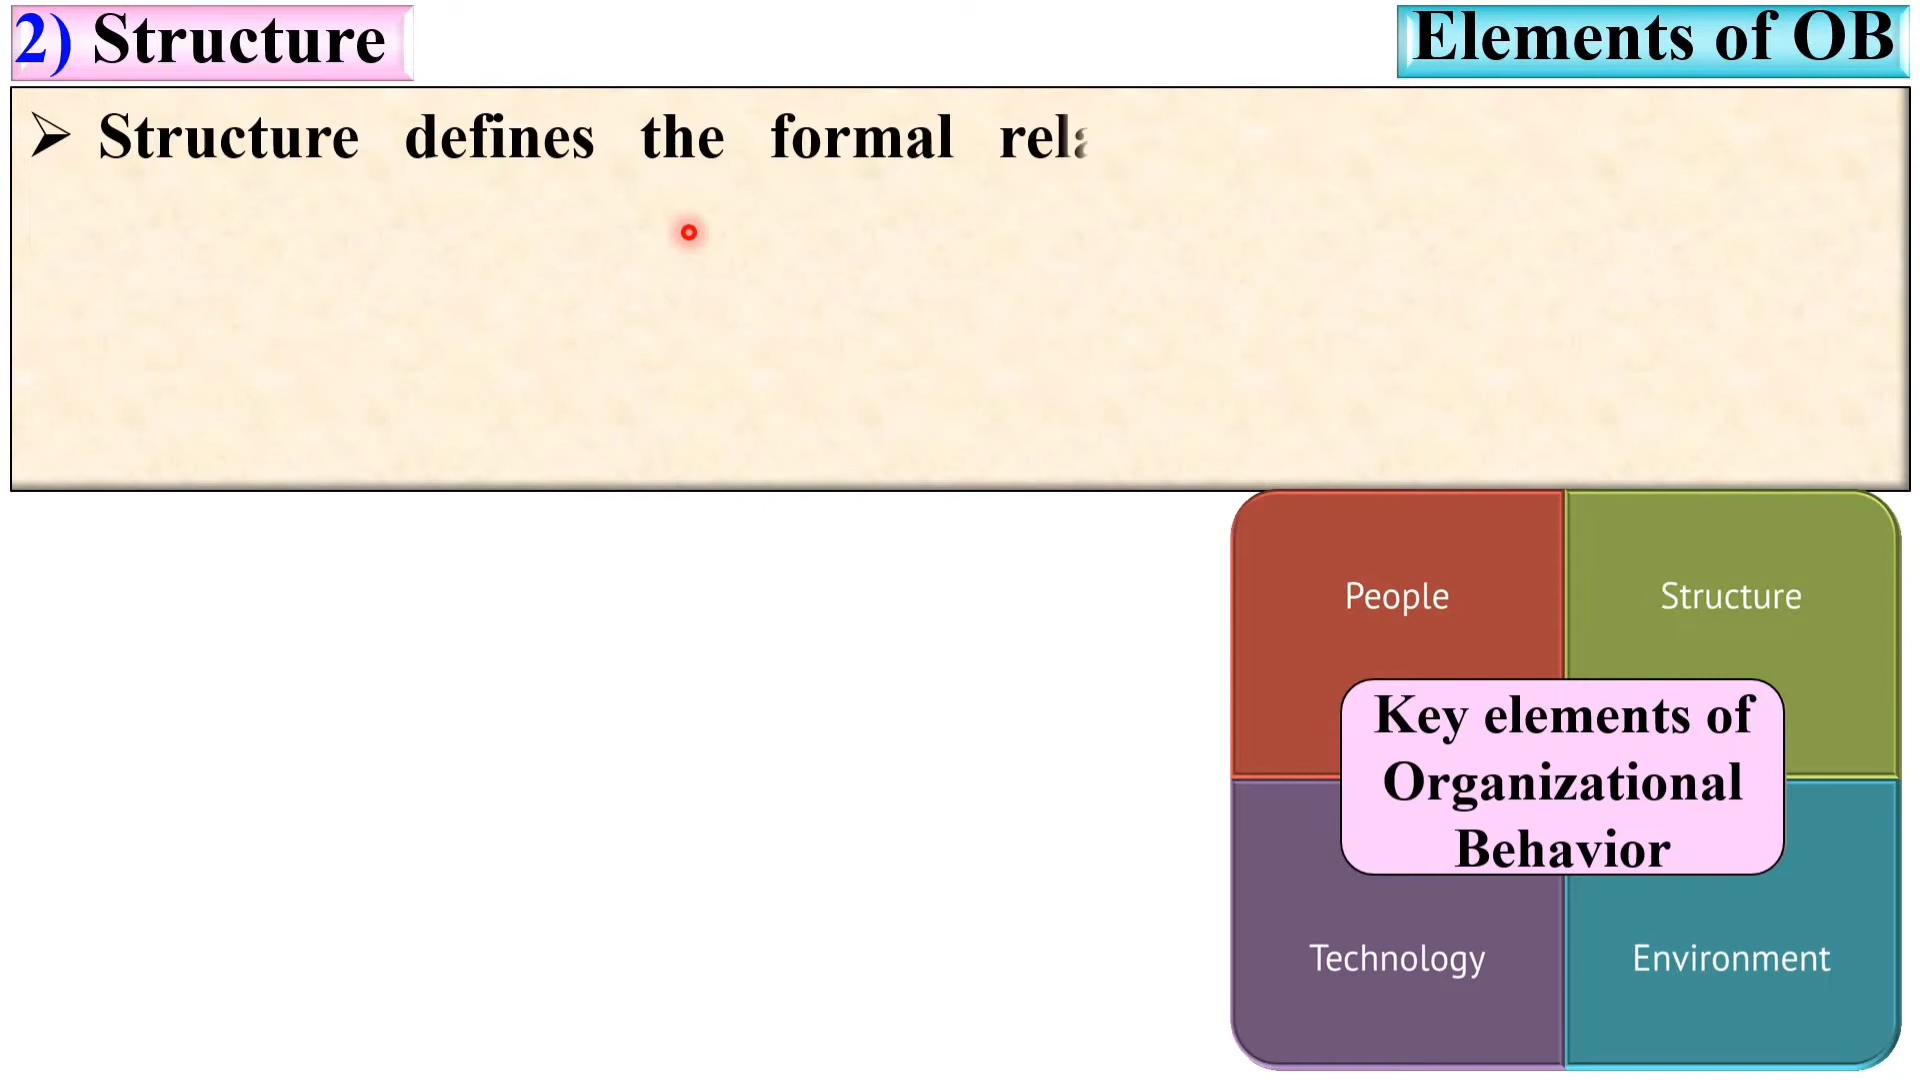 2) Structure
Elements of OB
Structure defines the formal
People
Structure
Key elements of
Organizational
Behavior
Technology
Environment